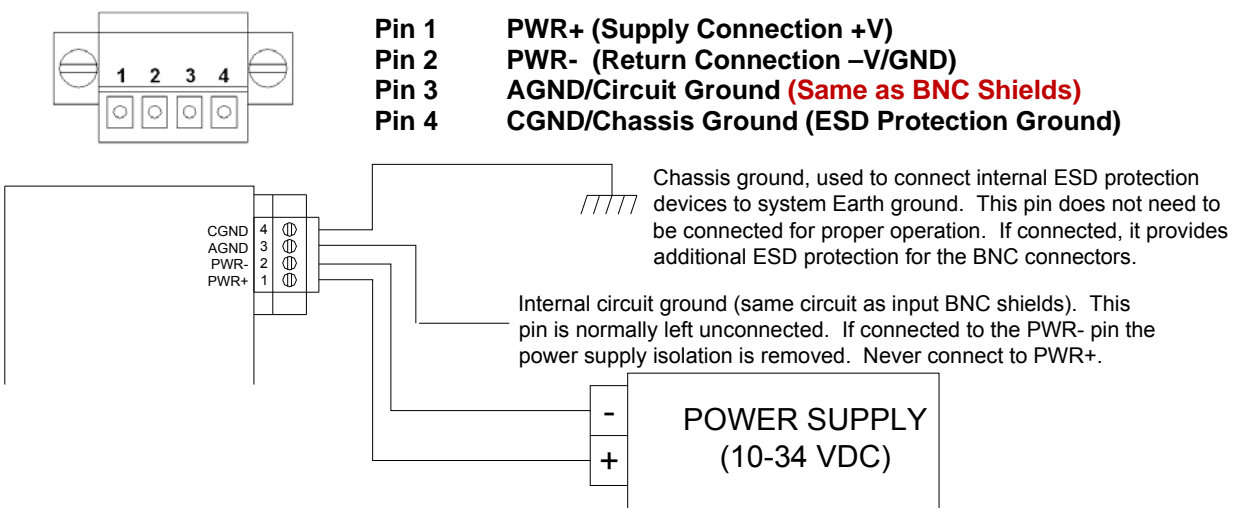 1 2 3 4
Pin 1 PWR+ (Supply Connection +V)
Pin 2 PWR- (Return Connection –V/GND)
Pin 3 AGND/Circuit Ground (Same as BNC Shields)
Pin 4 CGND/Chassis Ground (ESD Protection Ground)
Chassis ground, used to connect internal ESD protection
devices to system Earth ground. This pin does not need to
be connected for proper operation. If connected, it provides
additional ESD protection for the BNC connectors.
CGND 4
AGND 3
PWR- 2
PWR+ 1
Internal circuit ground (same circuit as input BNC shields). This
pin is normally left unconnected. If connected to the PWR- pin the
power supply isolation is removed. Never connect to PWR+.
-
+
POWER SUPPLY
(10-34 VDC)